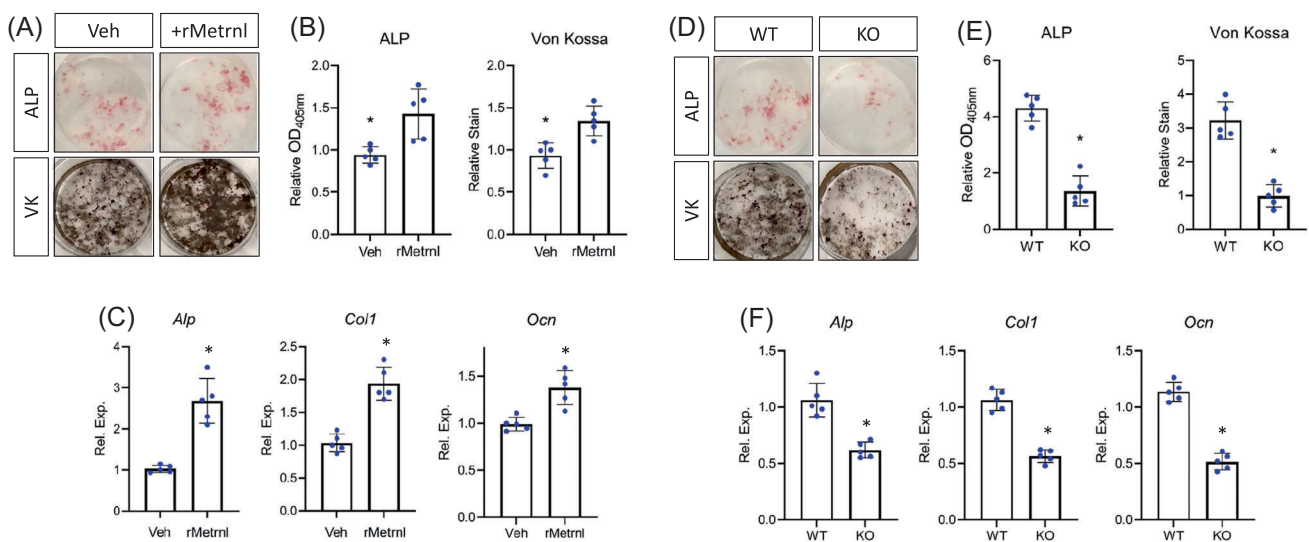 (A)
Veh
+rMetrnl
ALP
VK
(B)
ALP
Relative OD405nm
2.0
1.5
1.0
0.5
0.0
*
Veh
rMetrnl
Von Kossa
Relative Stain
2.0
1.5
1.0
0.5
0.0
*
Veh
rMetrnl
(C)
Alp
Rel. Exp.
4
3
2
1
0
*
Veh
rMetrnl
Col1
Rel. Exp.
2.5
2.0
1.5
1.0
0.5
0.0
*
Veh
rMetrnl
Ocn
Rel. Exp.
1.5
1.0
0.5
0.0
*
Veh
rMetrnl
(D)
WT
KO
ALP
VK
(E)
ALP
Relative OD405nm
6
4
2
0
*
WT
KO
Von Kossa
Relative Stain
5
4
3
2
1
0
*
WT
KO
(F)
Alp
Rel. Exp.
1.5
1.0
0.5
0.0
*
WT
KO
Col1
Rel. Exp.
1.5
1.0
0.5
0.0
*
WT
KO
Ocn
Rel. Exp.
1.5
1.0
0.5
0.0
*
WT
KO